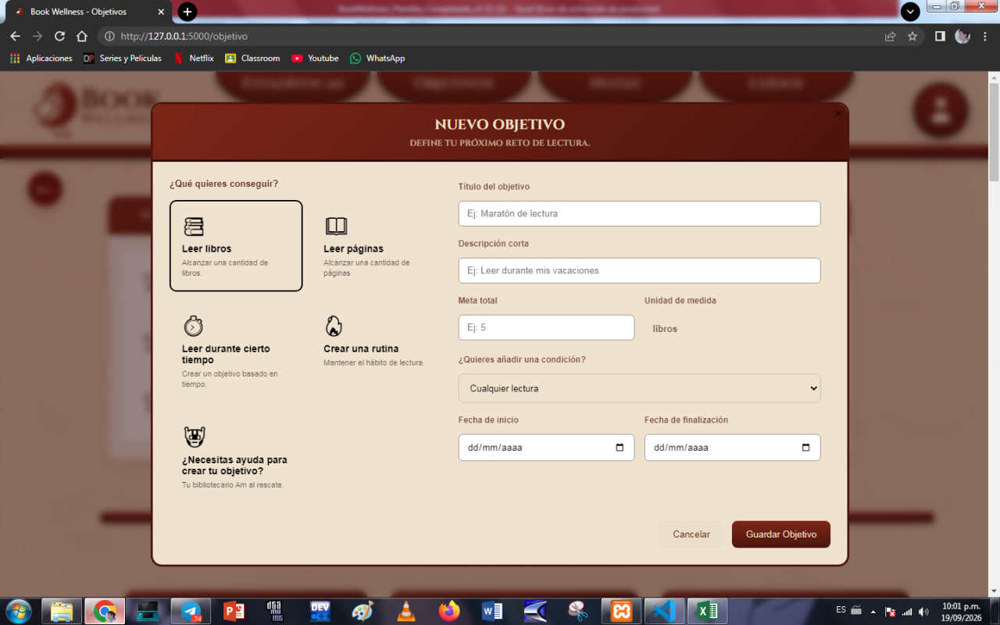 Book Wellness - Objetivos
http://127.0.0.1:5000/objetivo
Aplicaciones
Series y Peliculas
Netflix
Classroom
Youtube
WhatsApp
ESTADÍSTICAS
OBJETIVOS
NOTAS
BOOK
NUEVO OBJETIVO
DEFINE TU PRÓXIMO RETO DE LECTURA.
¿Qué quieres conseguir?
Leer libros
Alcanzar una cantidad de
libros.
Leer páginas
Alcanzar una cantidad de
páginas.
Leer durante cierto
tiempo
Crear un objetivo basado en
tiempo.
Crear una rutina
Mantener el hábito de lectura.
¿Necesitas ayuda para
crear tu objetivo?
Tu bibliotecario Am al rescate.
Título del objetivo
Ej: Maratón de lectura
Descripción corta
Ej: Leer durante mis vacaciones
Meta total
Unidad de medida
Ej: 5
libros
¿Quieres añadir una condición?
Cualquier lectura
Fecha de inicio
Fecha de finalización
dd/mm/aaaa
dd/mm/aaaa
Cancelar
Guardar Objetivo
74
DEV
ES
10:01 p.m.
19/09/2026